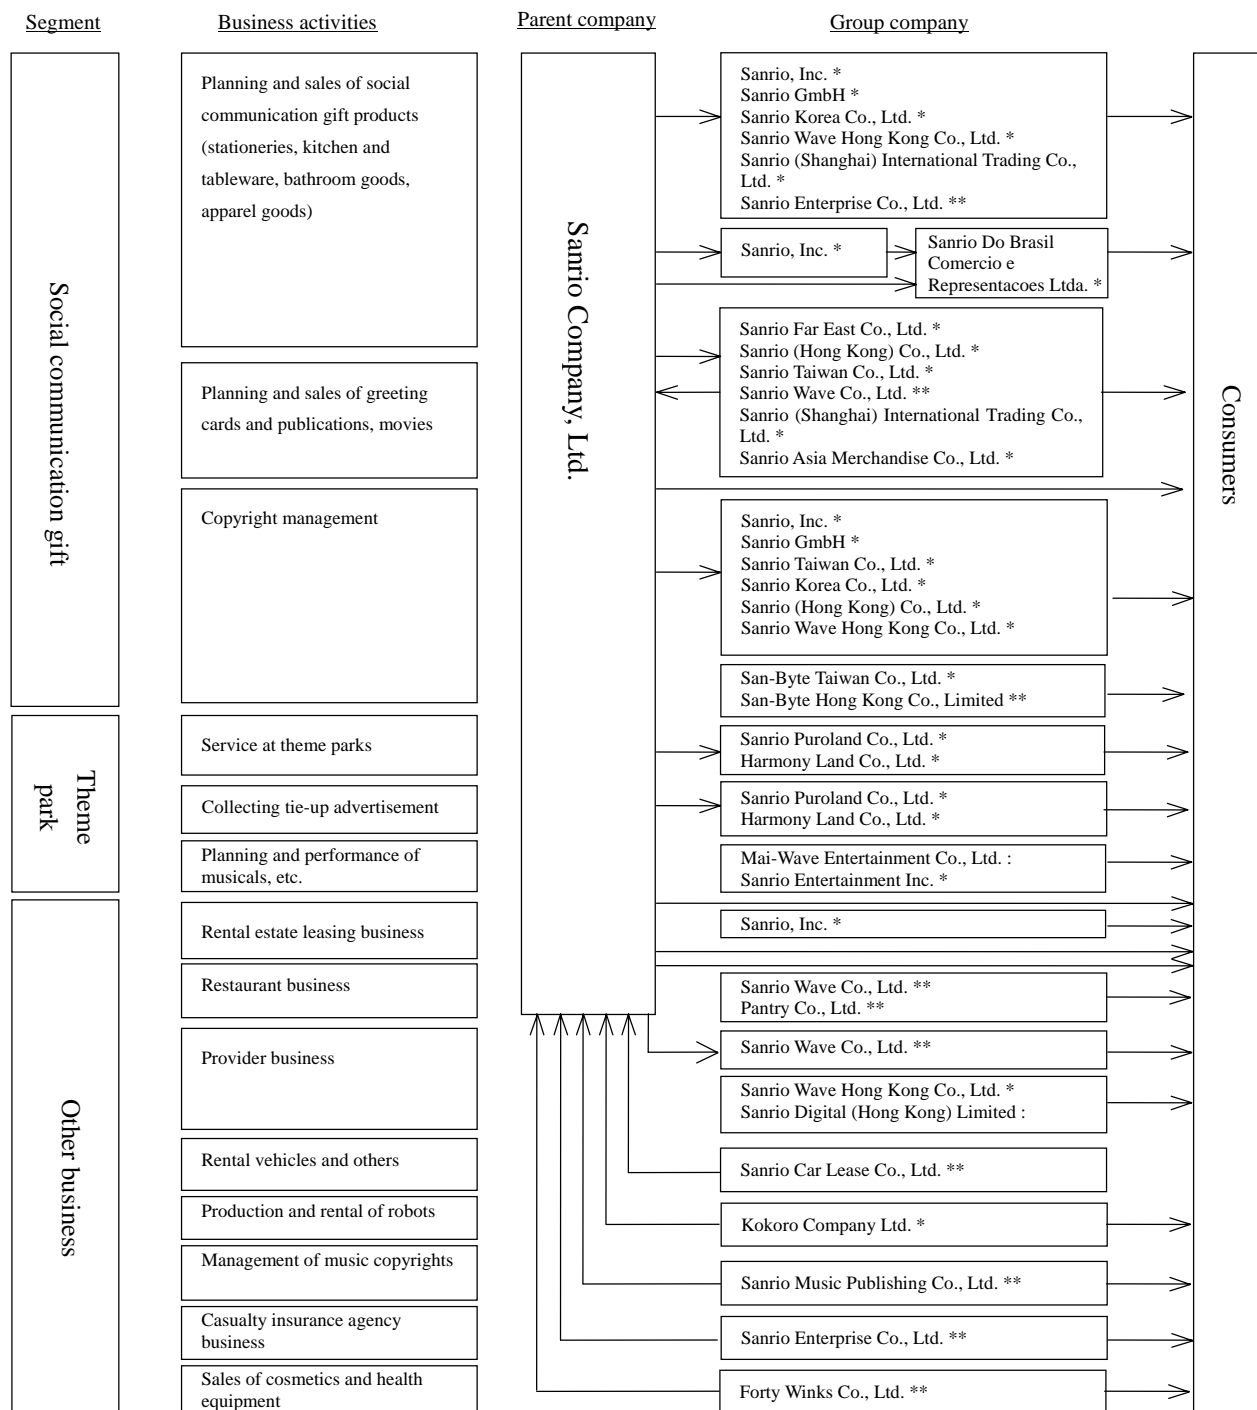 Segment
Business activities
Parent company
Group company
Social communication gift
Theme
park
Other business
Planning and sales of social
communication gift products
(stationeries, kitchen and
tableware, bathroom goods,
apparel goods)
Planning and sales of greeting
cards and publications, movies
Copyright management
Service at theme parks
Collecting tie-up advertisement
Planning and performance of
musicals, etc.
Rental estate leasing business
Restaurant business
Provider business
Rental vehicles and others
Production and rental of robots
Management of music copyrights
Casualty insurance agency
business
Sales of cosmetics and health
equipment
Sanrio Company, Ltd.
Sanrio, Inc. *
Sanrio GmbH *
Sanrio Korea Co., Ltd. *
Sanrio Wave Hong Kong Co., Ltd. *
Sanrio (Shanghai) International Trading Co.,
Ltd. *
Sanrio Enterprise Co., Ltd. **
Sanrio, Inc. *
Sanrio Do Brasil
Comercio e
Representacoes Ltda. *
Sanrio Far East Co., Ltd. *
Sanrio (Hong Kong) Co., Ltd. *
Sanrio Taiwan Co., Ltd. *
Sanrio Wave Co., Ltd. **
Sanrio (Shanghai) International Trading Co.,
Ltd. *
Sanrio Asia Merchandise Co., Ltd. *
Sanrio, Inc. *
Sanrio GmbH *
Sanrio Taiwan Co., Ltd. *
Sanrio Korea Co., Ltd. *
Sanrio (Hong Kong) Co., Ltd. *
Sanrio Wave Hong Kong Co., Ltd. *
San-Byte Taiwan Co., Ltd. *
San-Byte Hong Kong Co., Limited **
Sanrio Puroland Co., Ltd. *
Harmony Land Co., Ltd. *
Sanrio Puroland Co., Ltd. *
Harmony Land Co., Ltd. *
Mai-Wave Entertainment Co., Ltd. :
Sanrio Entertainment Inc. *
Sanrio, Inc. *
Sanrio Wave Co., Ltd. **
Pantry Co., Ltd. **
Sanrio Wave Co., Ltd. **
Sanrio Wave Hong Kong Co., Ltd. *
Sanrio Digital (Hong Kong) Limited :
Sanrio Car Lease Co., Ltd. **
Kokoro Company Ltd. *
Sanrio Music Publishing Co., Ltd. **
Sanrio Enterprise Co., Ltd. **
Forty Winks Co., Ltd. **
Consumers